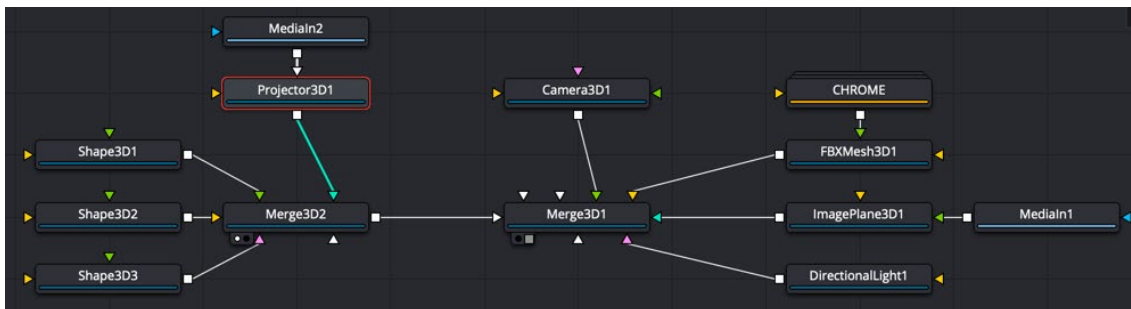 MediaIn2
Projector3D1
Camera3D1
CHROME
Shape3D1
FBXMesh3D1
Shape3D2
Merge3D2
Merge3D1
ImagePlane3D1
MediaIn1
Shape3D3
DirectionalLight1